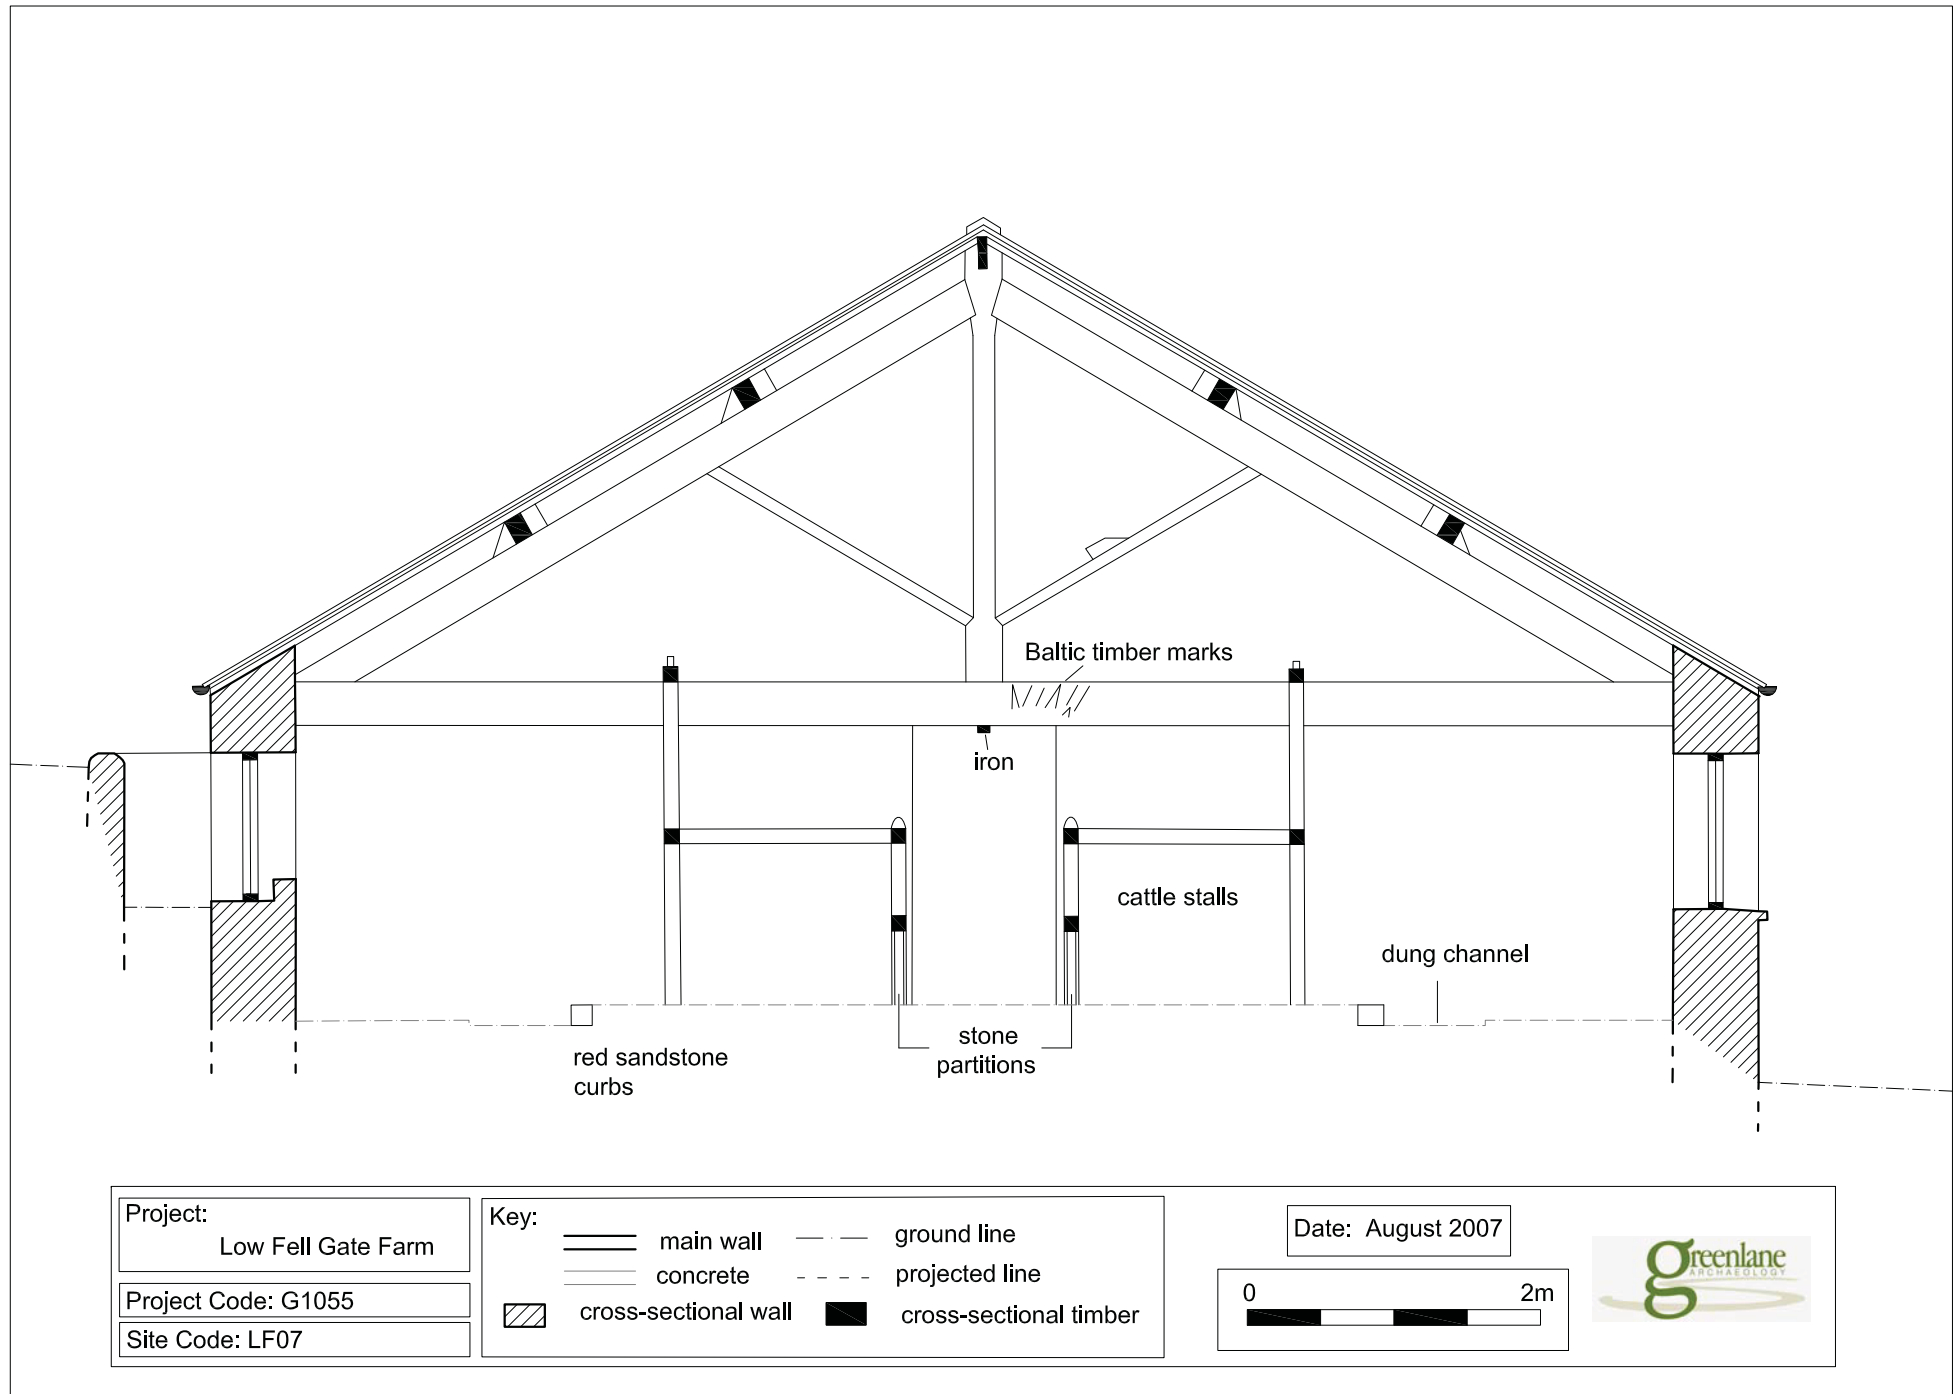 Baltic timber marks
iron
cattle stalls
dung channel
red sandstone
curbs
stone
partitions
Project:
Low Fell Gate Farm
Project Code: G1055
Site Code: LF07
Key:
main wall
concrete
cross-sectional wall
ground line
projected line
cross-sectional timber
Date: August 2007
0 2m
greenlane
ARCHAEOLOGY